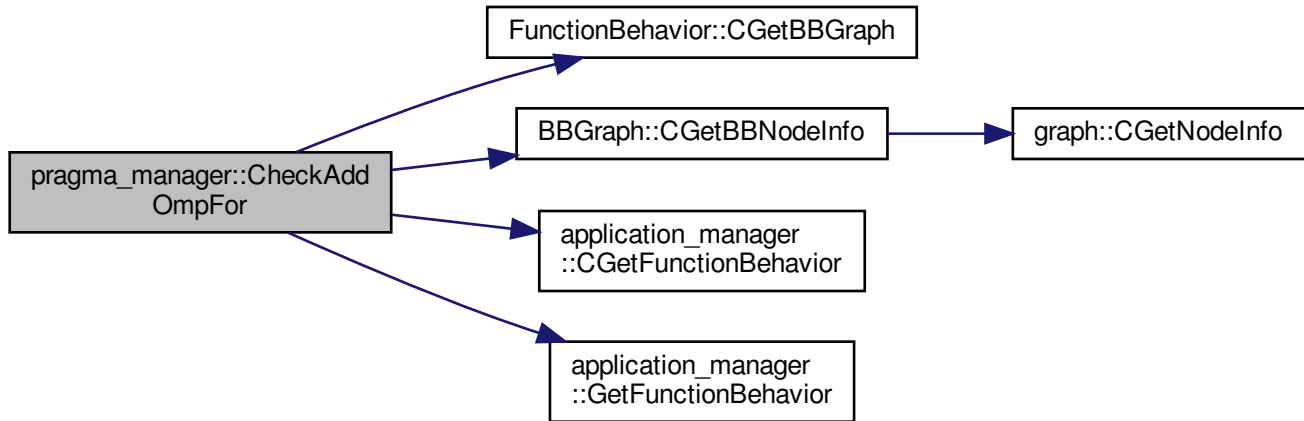 FunctionBehavior::CGetBBGraph
BBGraph::CGetBBNodeInfo
graph::CGetNodeInfo
pragma_manager::CheckAdd
OmpFor
application_manager
::CGetFunctionBehavior
application_manager
::GetFunctionBehavior